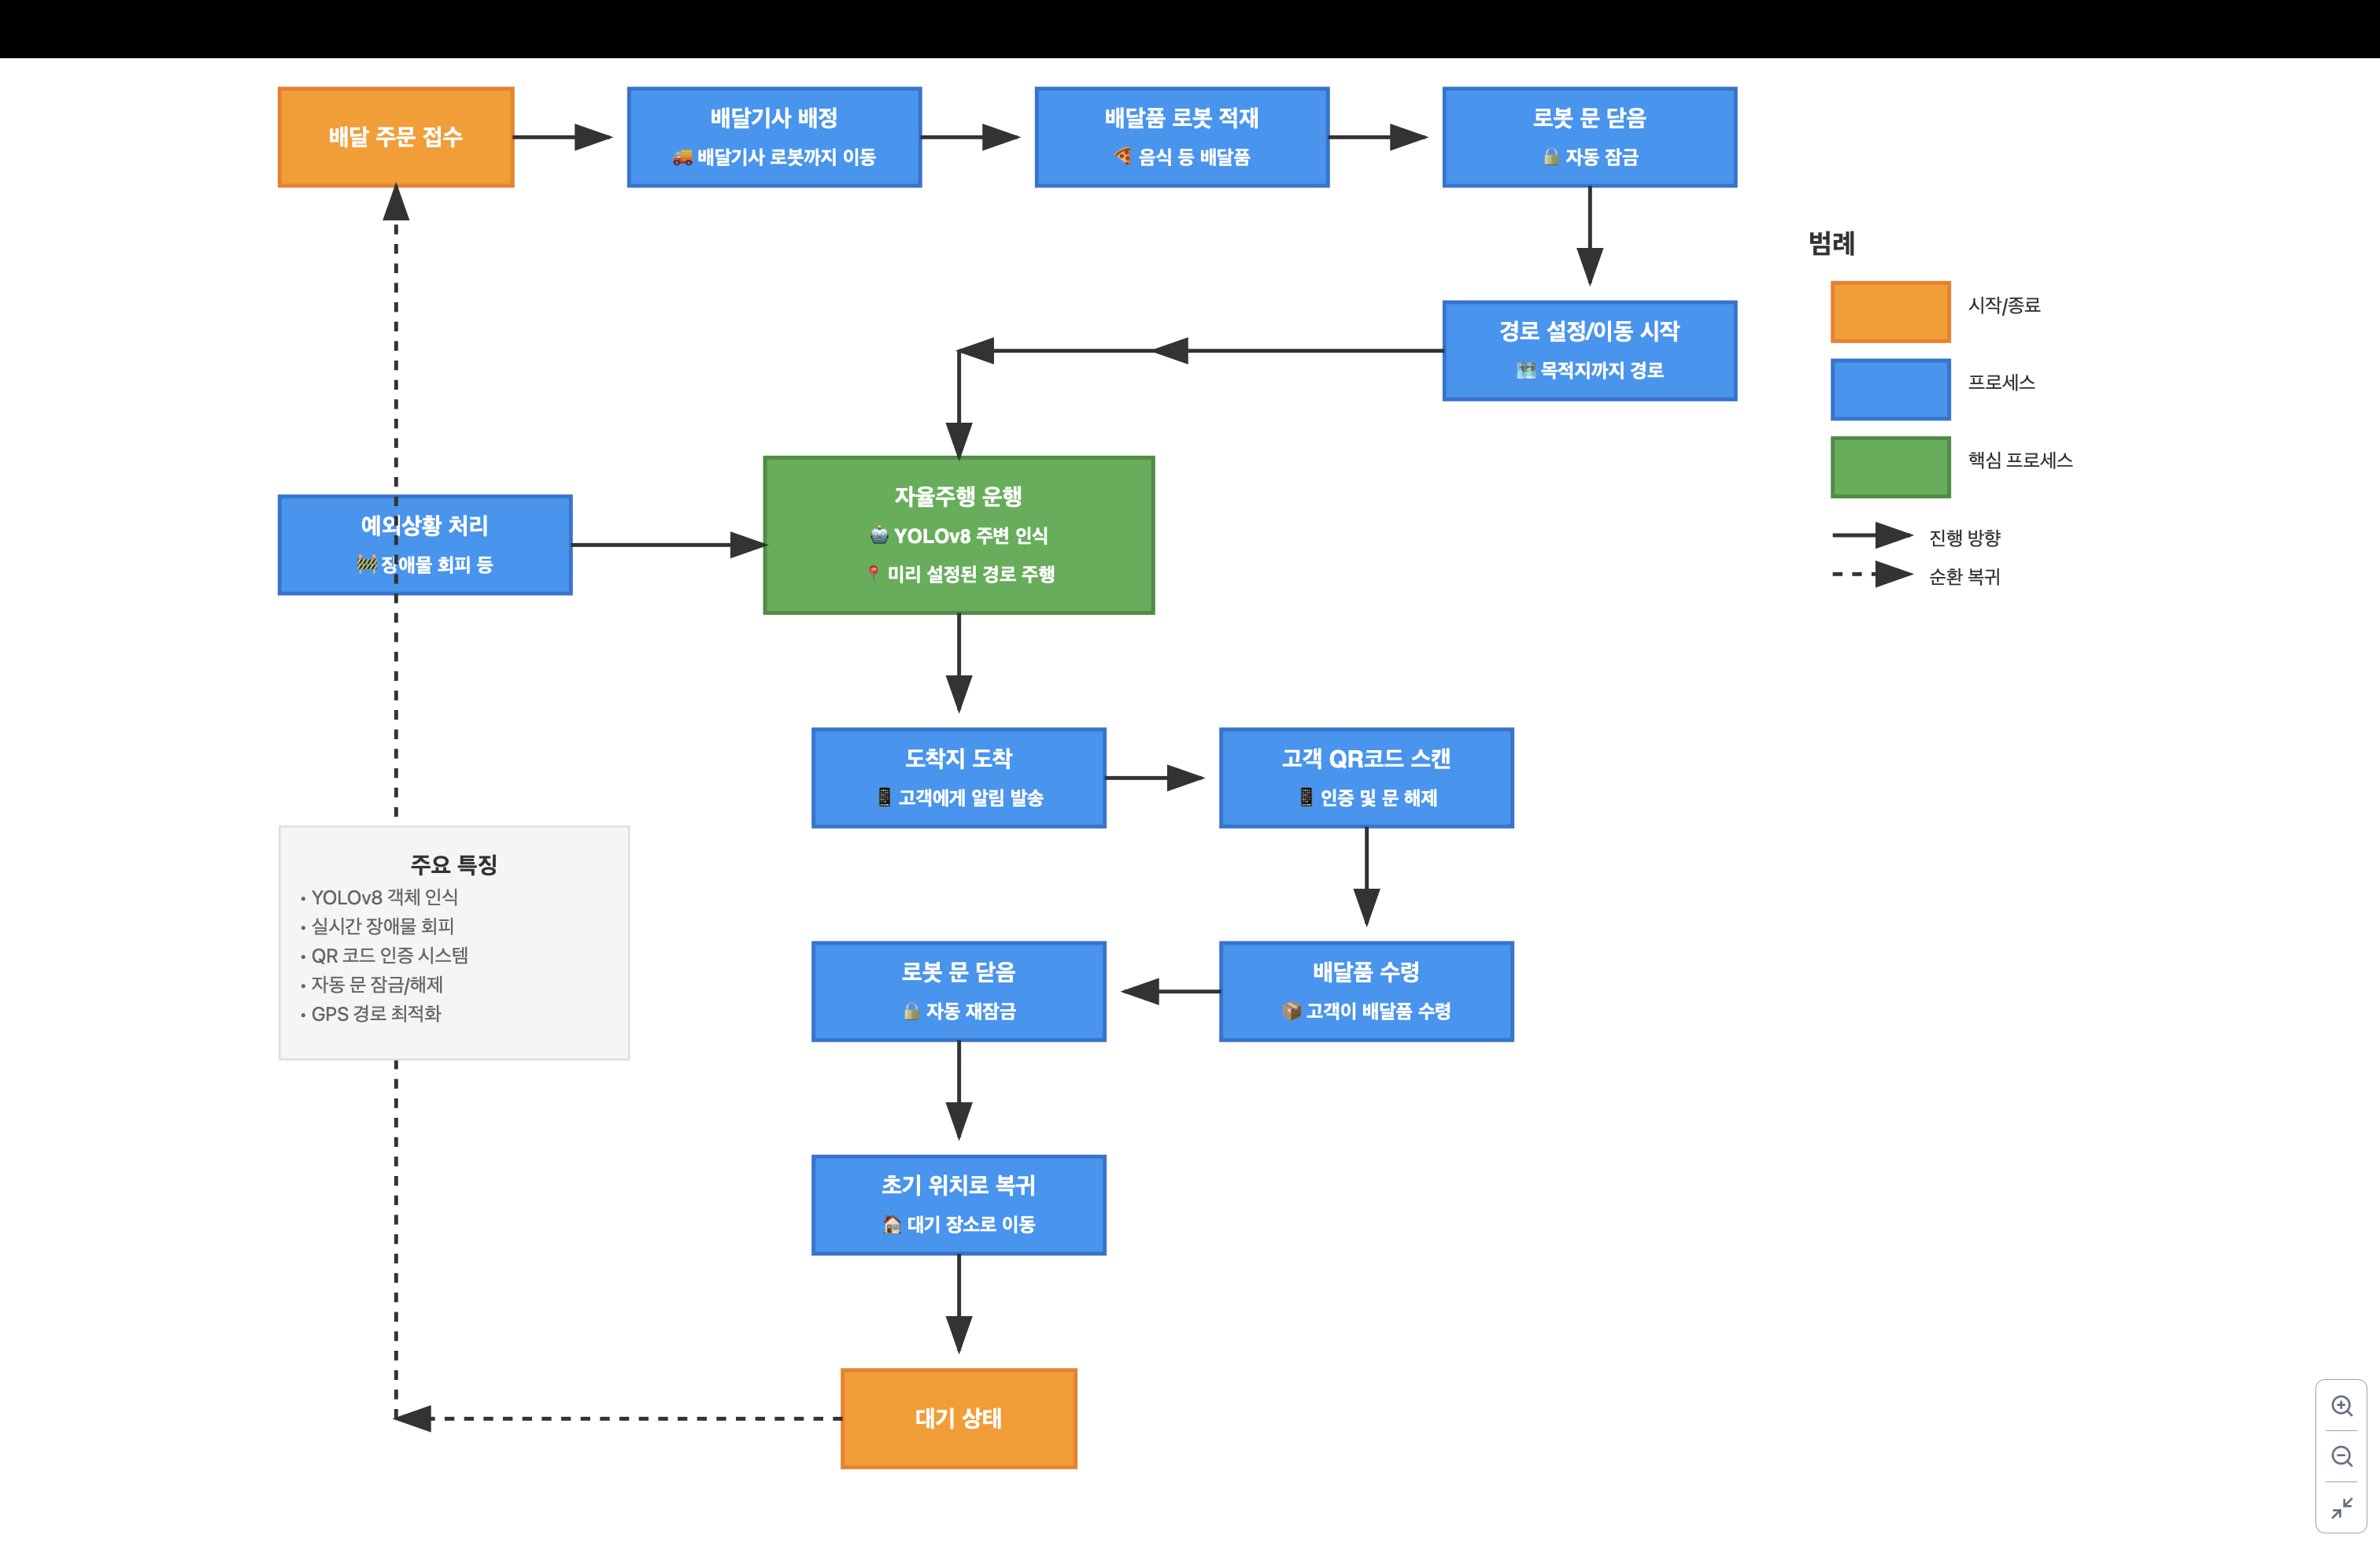 배달 주문 접수
배달기사 배정
🚚 배달기사 로봇까지 이동
배달품 로봇 적재
🍕 음식 등 배달품
로봇 문 닫음
🔒 자동 잠금
경로 설정/이동 시작
🗺️ 목적지까지 경로
범례
시작/종료
프로세스
핵심 프로세스
진행 방향
순환 복귀
예외상황 처리
🚧 장애물 회피 등
자율주행 운행
🤖 YOLOv8 주변 인식
📍 미리 설정된 경로 주행
도착지 도착
📱 고객에게 알림 발송
고객 QR코드 스캔
📱 인증 및 문 해제
주요 특징
• YOLOv8 객체 인식
• 실시간 장애물 회피
• QR 코드 인증 시스템
• 자동 문 잠금/해제
• GPS 경로 최적화
로봇 문 닫음
🔒 자동 재잠금
배달품 수령
📦 고객이 배달품 수령
초기 위치로 복귀
🏠 대기 장소로 이동
대기 상태